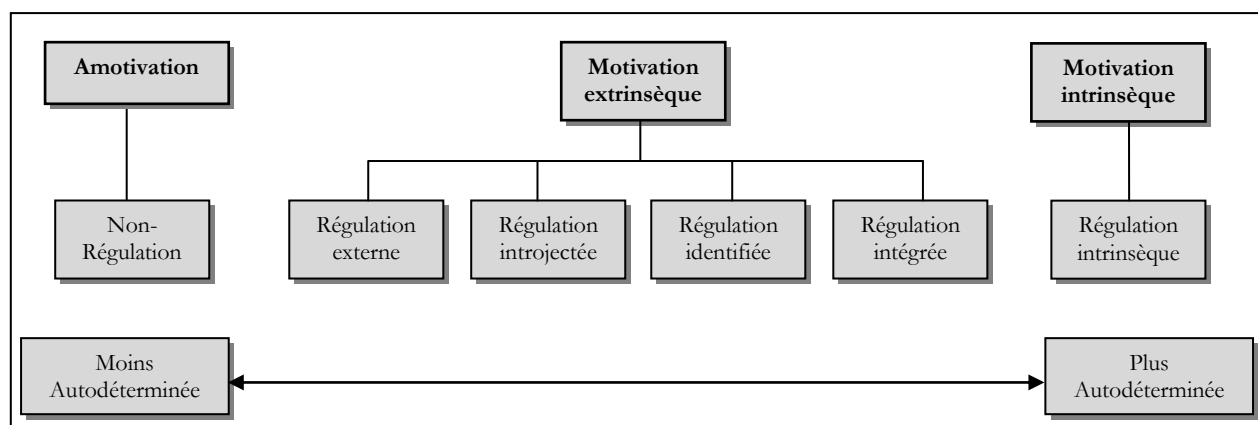 Amotivation
Motivation
extrinsèque
Motivation
intrinsèque
Non-
Régulation
Régulation
externe
Régulation
introjectée
Régulation
identifiée
Régulation
intégrée
Régulation
intrinsèque
Moins
Autodéterminée
Plus
Autodéterminée